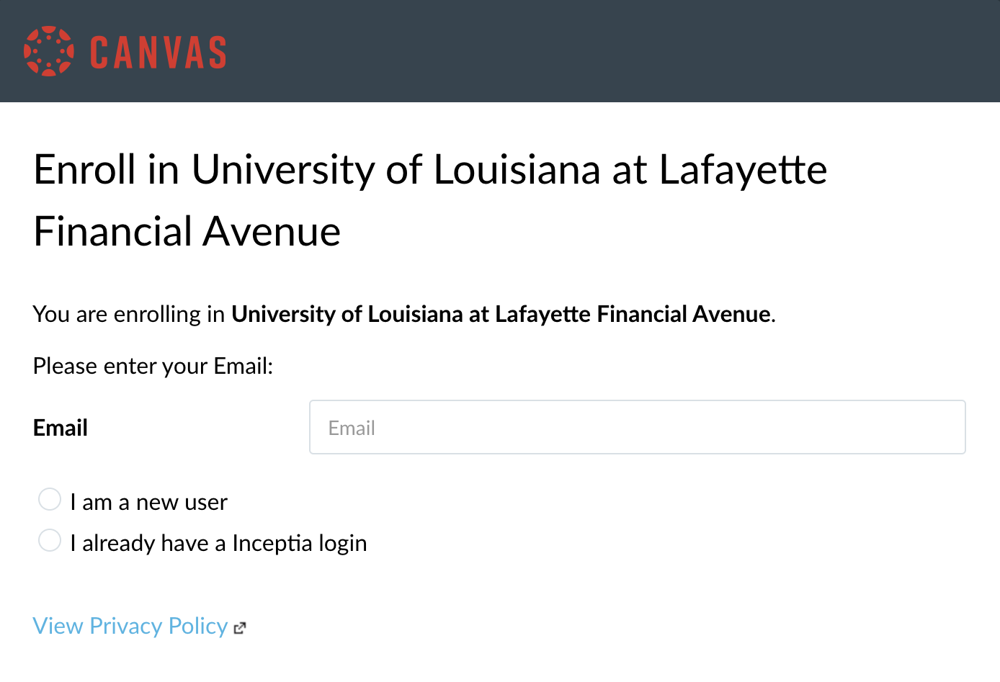 CANVAS
Enroll in University of Louisiana at Lafayette
Financial Avenue
You are enrolling in University of Louisiana at Lafayette Financial Avenue.
Please enter your Email:
Email
Email
I am a new user
I already have a Inceptia login
View Privacy Policy